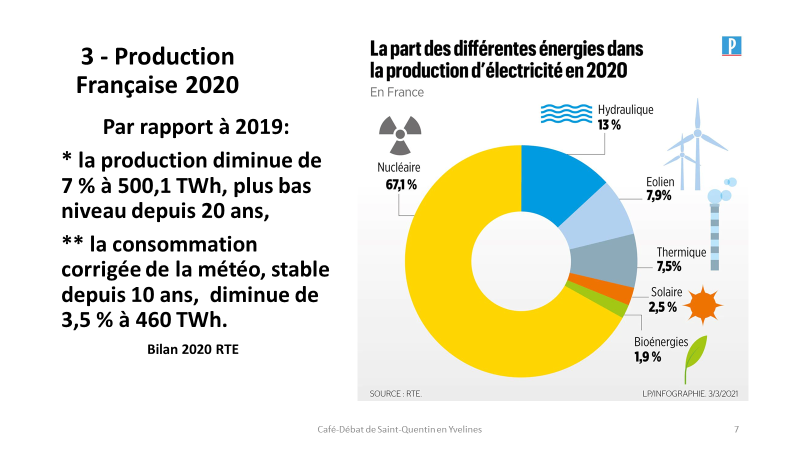 3 - Production
Française 2020
Par rapport à 2019:
* la production diminue de
7 % à 500,1 TWh, plus bas
niveau depuis 20 ans,
** la consommation
corrigée de la météo, stable
depuis 10 ans, diminue de
3,5 % à 460 TWh.
Bilan 2020 RTE
La part des différentes énergies dans
la production d'électricité en 2020
P
En France
Hydraulique
13 %
Nucléaire
67,1 %
Eolien
7,9%
Thermique
7,5%
Solaire
2,5 %
Bioénergies
1,9 %
SOURCE : RTE.
LP/INFOGRAPHIE. 3/3/2021
Café-Débat de Saint-Quentin en Yvelines
7